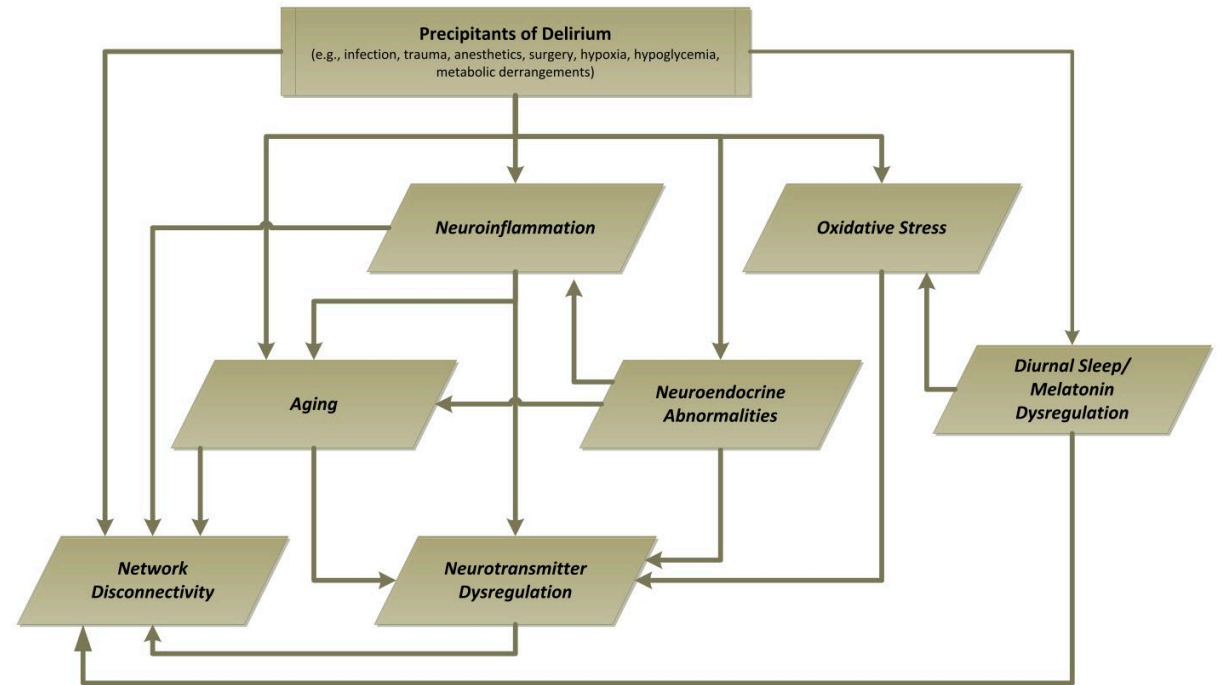 Precipitants of Delirium
(e.g., infection, trauma, anesthetics, surgery, hypoxia, hypoglycemia,
metabolic derrangements)
Neuroinflammation
Oxidative Stress
Aging
Neuroendocrine
Abnormalities
Diurnal Sleep/
Melatonin
Dysregulation
Network
Disconnectivity
Neurotransmitter
Dysregulation